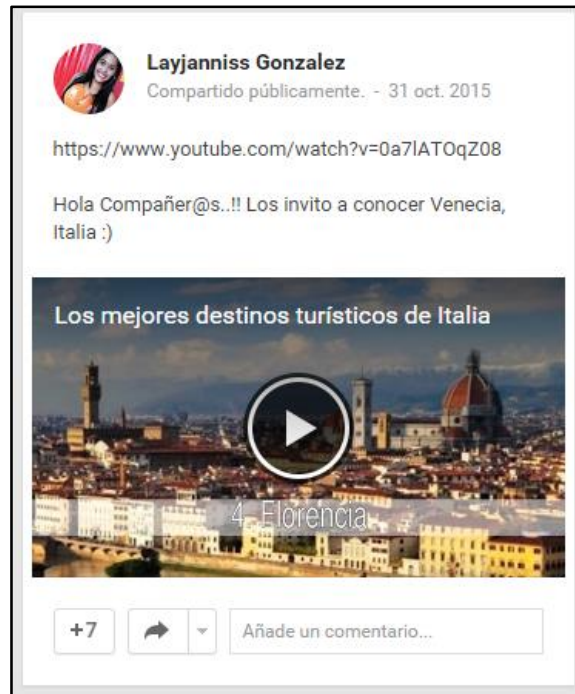 Layjanniss Gonzalez
Compartido públicamente. - 31 oct. 2015
https://www.youtube.com/watch?v=0a7lATOqZ08
Hola Compañer@s..!! Los invito a conocer Venecia,
Italia :)
Los mejores destinos turísticos de Italia
4. Florencia
+7
Añade un comentario...